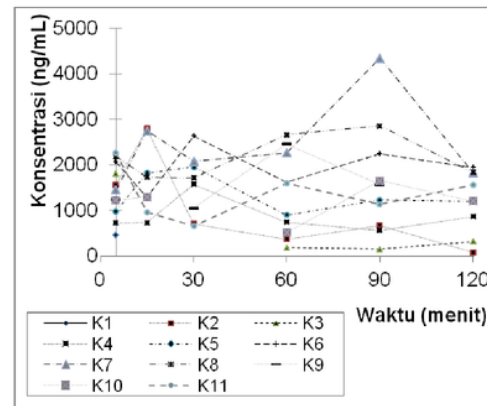 Konsentrasi (ng/mL)
5000
4000
3000
2000
1000
0
0 30 60 90 120
Waktu (menit)
K1 K2 K3
K4 K5 K6
K7 K8 K9
K10 K11